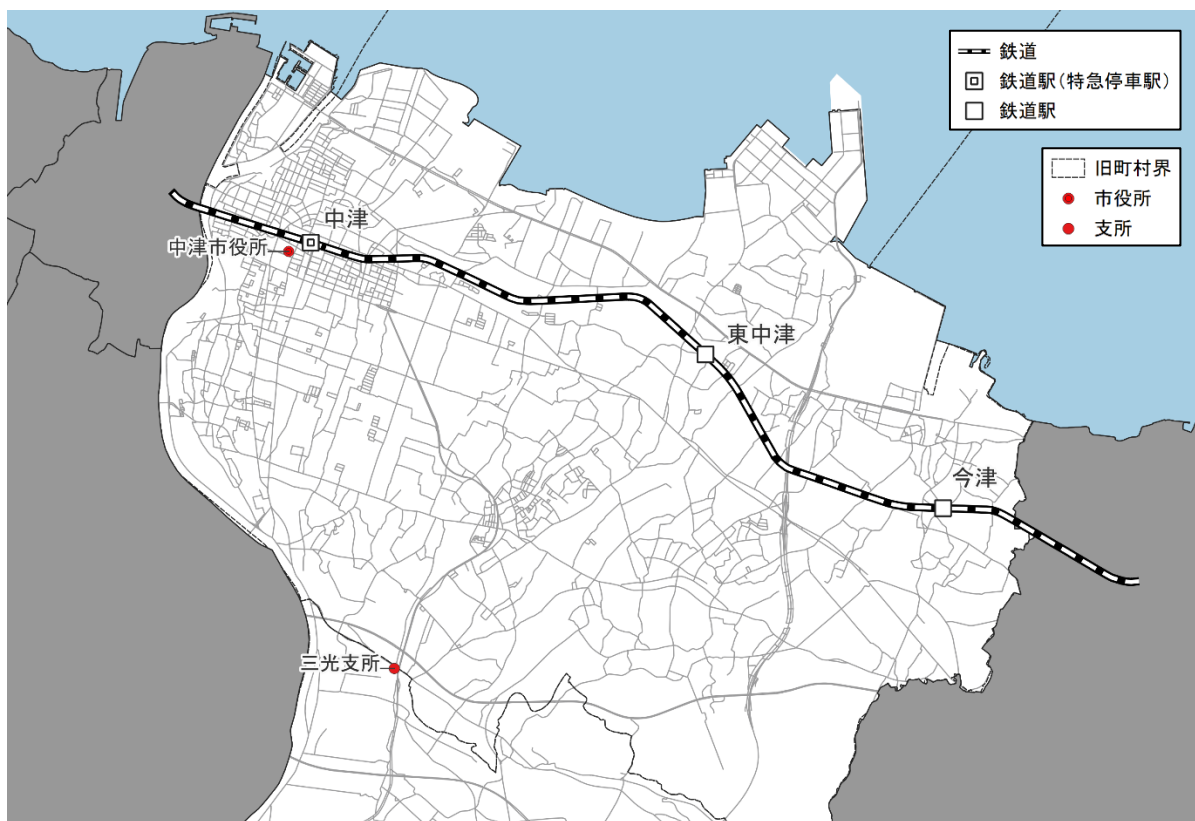 鉄道
鉄道駅(特急停車駅)
鉄道駅
旧町村界
市役所
支所
中津
中津市役所
東中津
今津
三光支所